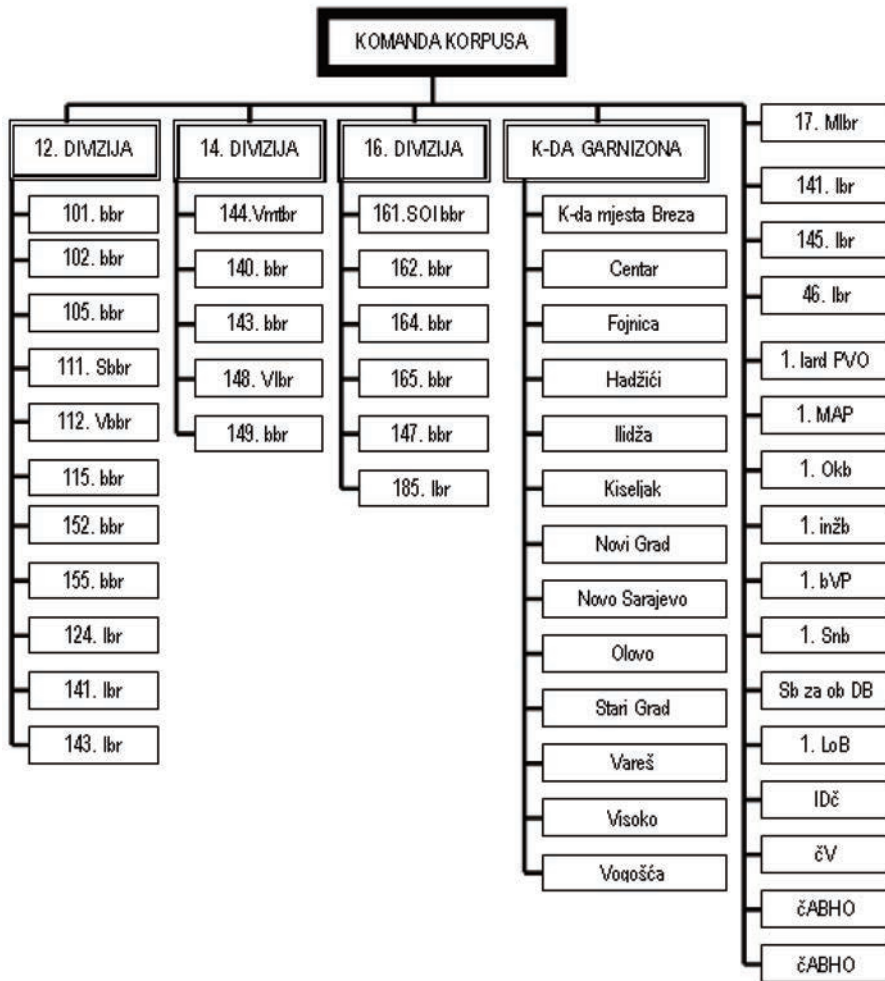 KOMANDA KORPUSA
12. DIVIZIJA
101. bbr
102. bbr
105. bbr
111. Sbbr
112. Vbbr
115. bbr
152. bbr
155. bbr
124. lbr
141. lbr
143. lbr
14. DIVIZIJA
144.Vmtbr
140. bbr
143. bbr
148. Vlbr
149. bbr
16. DIVIZIJA
161.SOI bbr
162. bbr
164. bbr
165. bbr
147. bbr
185. lbr
K-DA GARNIZONA
K-da mjesta Breza
Centar
Fojnica
Hadžići
Ilidža
Kiseljak
Novi Grad
Novo Sarajevo
Olovo
Stari Grad
Vareš
Visoko
Vogošća
17. Mlbr
141. lbr
145. lbr
46. lbr
1. lard PVO
1. MAP
1. Okb
1. inžb
1. bVP
1. Snb
Sb za ob DB
1. LoB
IDč
čV
čABHO
čABHO